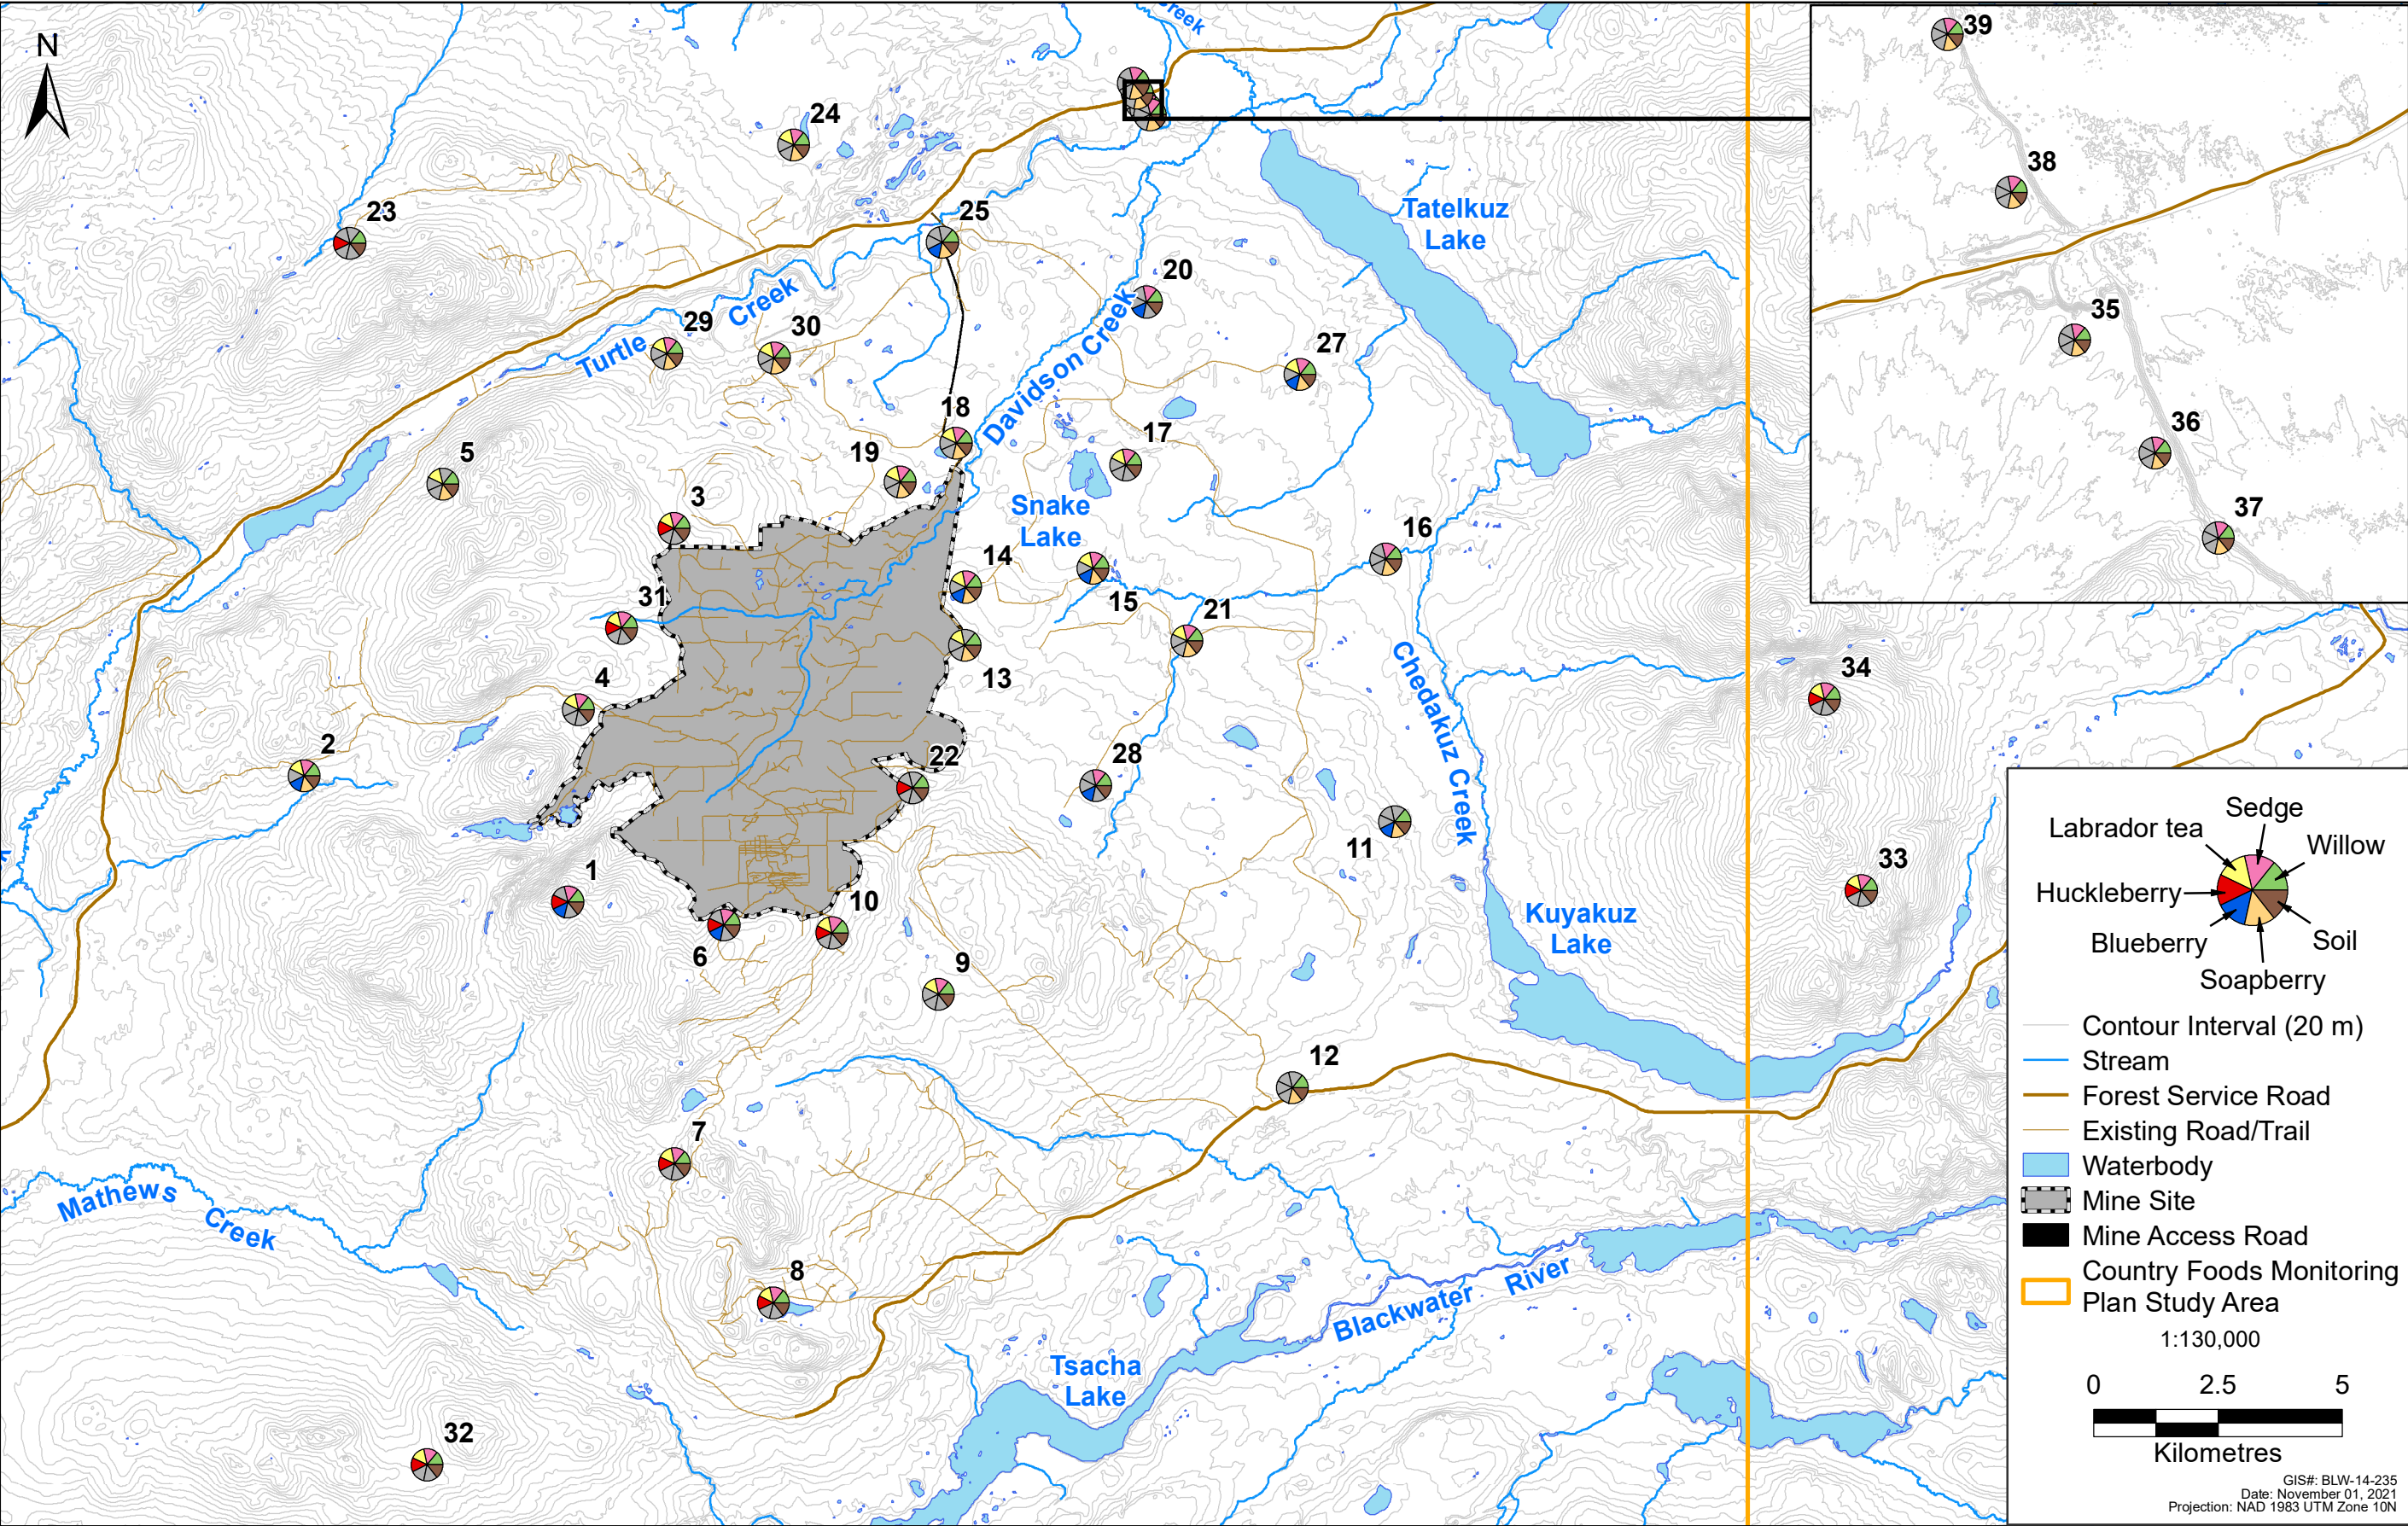 Creek
N
39
24
38
23
25
Tatelkuz
Lake
20
35
29
Creek
30
Turtle
27
Davidson Creek
36
18
17
5
19
3
Snake
Lake
37
16
14
31
15
21
13
Chedakuz Creek
34
4
2
22
28
11
33
1
10
Kuyakuz
Lake
6
9
12
7
Mathews
Creek
8
Blackwater River
Tsacha
Lake
32
Sedge
Labrador tea
Willow
Huckleberry
Blueberry
Soil
Soapberry
Contour Interval (20 m)
Stream
Forest Service Road
Existing Road/Trail
Waterbody
Mine Site
Mine Access Road
Country Foods Monitoring
Plan Study Area
1:130,000
0 2.5 5
Kilometres
GIS#: BLW-14-235
Date: November 01, 2021
Projection: NAD 1983 UTM Zone 10N